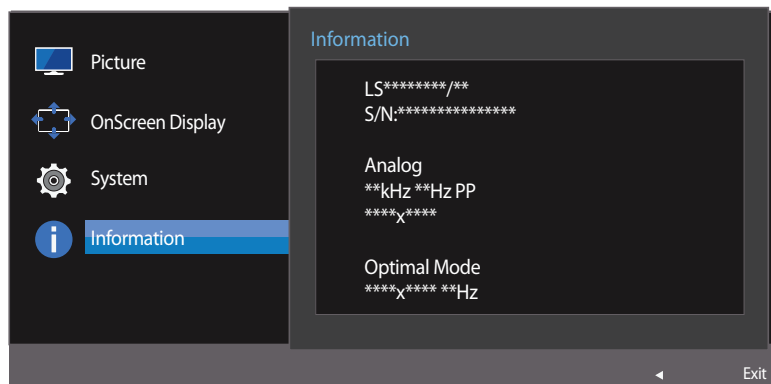 Picture
OnScreen Display
System
Information
Information
LS********/**
S/N:***************
Analog
**kHz **Hz PP
****x****
Optimal Mode
****x**** **Hz
Exit